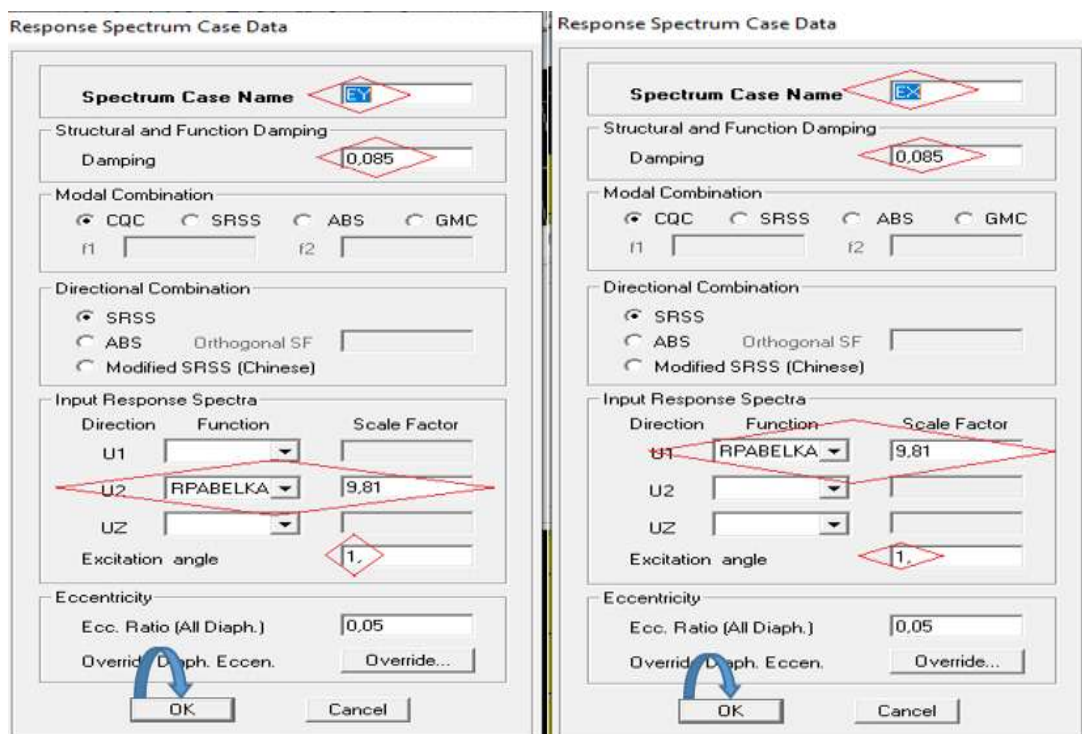 Response Spectrum Case Data
Spectrum Case Name EY
Structural and Function Damping
Damping 0,085
Modal Combination
CQC SRSS ABS GMC
f1 f2
Directional Combination
SRSS
ABS Orthogonal SF
Modified SRSS (Chinese)
Input Response Spectra
Direction Function Scale Factor
U1
U2 RPABELKA 9,81
UZ
Excitation angle 1,
Eccentricity
Ecc. Ratio (All Diaph.) 0,05
Override Diaph. Eccen. Override...
OK Cancel
Response Spectrum Case Data
Spectrum Case Name EX
Structural and Function Damping
Damping 0,085
Modal Combination
CQC SRSS ABS GMC
f1 f2
Directional Combination
SRSS
ABS Orthogonal SF
Modified SRSS (Chinese)
Input Response Spectra
Direction Function Scale Factor
U1 RPABELKA 9,81
U2
UZ
Excitation angle 1,
Eccentricity
Ecc. Ratio (All Diaph.) 0,05
Override Diaph. Eccen. Override...
OK Cancel